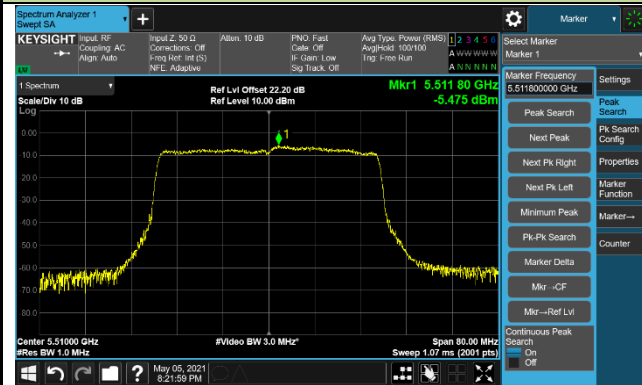 Spectrum Analyzer 1
Swept SA
Marker
KEYSIGHT
Input: RF
Coupling: AC
Align: Auto
Input Z: 50 Ω
Corrections: Off
Freq Ref: Int (S)
NFE: Adaptive
Atten: 10 dB
PNO: Fast
Gate: Off
IF Gain: Low
Sig Track: Off
Avg Type: Power (RMS)
Avg|Hold: 100/100
Trig: Free Run
1 2 3 4 5 6
A W W W W W
A N N N N N
LXI
Select Marker
Marker 1
1 Spectrum
Scale/Div 10 dB
Log
Ref Lvl Offset 22.20 dB
Ref Level 10.00 dBm
Mkr1 5.511 80 GHz
-5.475 dBm
0.00
-10.0
-20.0
-30.0
-40.0
-50.0
-60.0
-70.0
-80.0
1
Center 5.51000 GHz
#Res BW 1.0 MHz
#Video BW 3.0 MHz*
Span 80.00 MHz
Sweep 1.07 ms (2001 pts)
Marker Frequency
5.511800000 GHz
Peak Search
Next Peak
Next Pk Right
Next Pk Left
Minimum Peak
Pk-Pk Search
Marker Delta
Mkr→CF
Mkr→Ref Lvl
Continuous Peak
Search
On
Off
Settings
Peak
Search
Pk Search
Config
Properties
Marker
Function
Marker→
Counter
May 05, 2021
8:21:59 PM